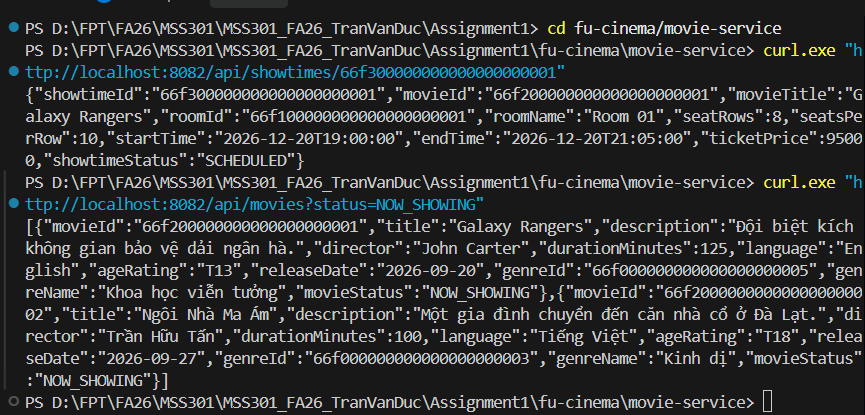 PS D:\FPT\FA26\MSS301\MSS301_FA26_TranVanDuc\Assignment1> cd fu-cinema/movie-service
PS D:\FPT\FA26\MSS301\MSS301_FA26_TranVanDuc\Assignment1\fu-cinema\movie-service> curl.exe "h
ttp://localhost:8082/api/showtimes/66f300000000000000000001"
{"showtimeId":"66f300000000000000000001","movieId":"66f200000000000000000001","movieTitle":"G
alaxy Rangers","roomId":"66f100000000000000000001","roomName":"Room 01","seatRows":8,"seatsPe
rRow":10,"startTime":"2026-12-20T19:00:00","endTime":"2026-12-20T21:05:00","ticketPrice":9500
0,"showtimeStatus":"SCHEDULED"}
PS D:\FPT\FA26\MSS301\MSS301_FA26_TranVanDuc\Assignment1\fu-cinema\movie-service> curl.exe "h
ttp://localhost:8082/api/movies?status=NOW_SHOWING"
[{"movieId":"66f200000000000000000001","title":"Galaxy Rangers","description":"Đội biệt kích
không gian bảo vệ dải ngân hà.","director":"John Carter","durationMinutes":125,"language":"En
glish","ageRating":"T13","releaseDate":"2026-09-20","genreId":"66f000000000000000000005","gen
reName":"Khoa học viễn tưởng","movieStatus":"NOW_SHOWING"},{"movieId":"66f2000000000000000000
02","title":"Ngôi Nhà Ma Ám","description":"Một gia đình chuyển đến căn nhà cổ ở Đà Lạt.","di
rector":"Trần Hữu Tấn","durationMinutes":100,"language":"Tiếng Việt","ageRating":"T18","relea
seDate":"2026-09-27","genreId":"66f000000000000000000003","genreName":"Kinh dị","movieStatus"
:"NOW_SHOWING"}]
PS D:\FPT\FA26\MSS301\MSS301_FA26_TranVanDuc\Assignment1\fu-cinema\movie-service>